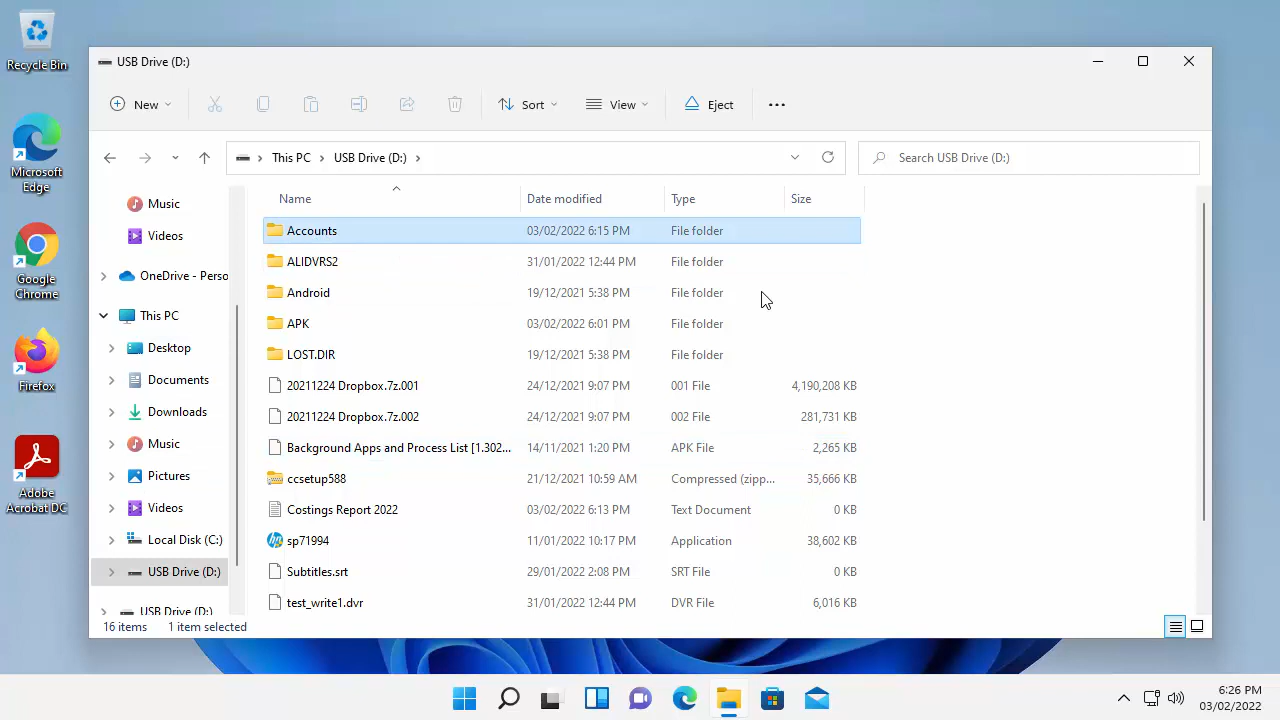 Recycle Bin
Microsoft
Edge
Google
Chrome
Firefox
Adobe
Acrobat DC
USB Drive (D:)
New
Sort
View
Eject
This PC
USB Drive (D:)
Search USB Drive (D:)
Music
Videos
OneDrive - Perso
This PC
Desktop
Documents
Downloads
Music
Pictures
Videos
Local Disk (C:)
USB Drive (D:)
USB Drive (D:)
Name Date modified Type Size
Accounts 03/02/2022 6:15 PM File folder
ALIDVRS2 31/01/2022 12:44 PM File folder
Android 19/12/2021 5:38 PM File folder
APK 03/02/2022 6:01 PM File folder
LOST.DIR 19/12/2021 5:38 PM File folder
20211224 Dropbox.7z.001 24/12/2021 9:07 PM 001 File 4,190,208 KB
20211224 Dropbox.7z.002 24/12/2021 9:07 PM 002 File 281,731 KB
Background Apps and Process List [1.302... 14/11/2021 1:20 PM APK File 2,265 KB
ccsetup588 21/12/2021 10:59 AM Compressed (zipp... 35,666 KB
Costings Report 2022 03/02/2022 6:13 PM Text Document 0 KB
sp71994 11/01/2022 10:17 PM Application 38,602 KB
Subtitles.srt 29/01/2022 2:08 PM SRT File 0 KB
test_write1.dvr 31/01/2022 12:44 PM DVR File 6,016 KB
16 items 1 item selected
6:26 PM
03/02/2022